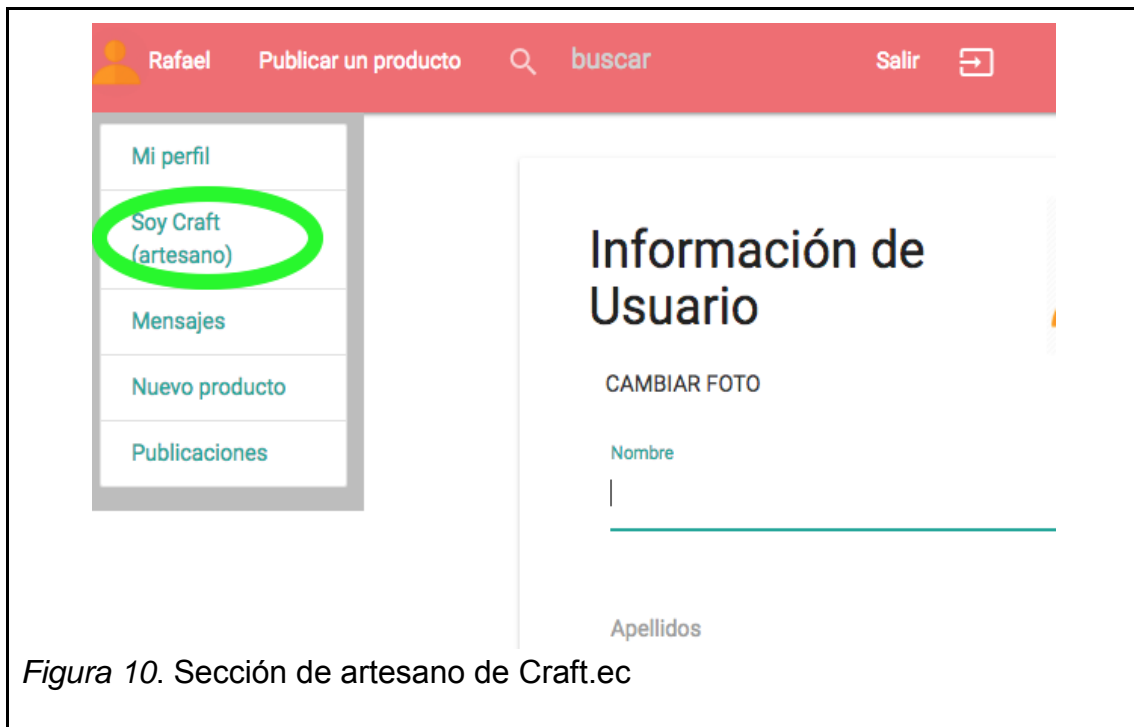 Rafael Publicar un producto buscar Salir
Mi perfil
Soy Craft
(artesano)
Mensajes
Nuevo producto
Publicaciones
Información de
Usuario
CAMBIAR FOTO
Nombre
Apellidos
Figura 10. Sección de artesano de Craft.ec